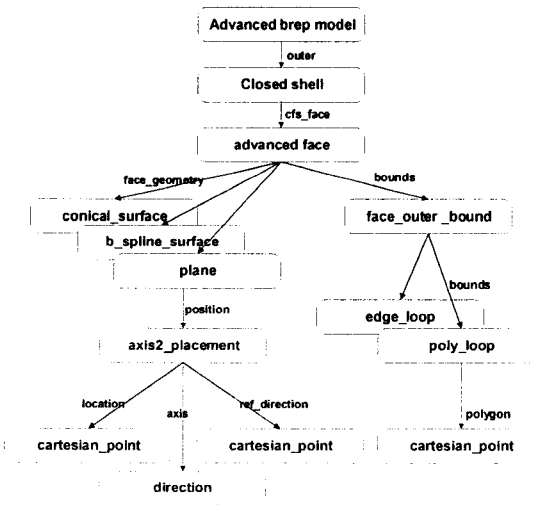 Advanced brep model
outer
Closed shell
cfs_face
advanced face
face_geometry
bounds
conical_surface
face_outer _bound
b_spline_surface
plane
bounds
position
edge_loop
axis2_placement
poly_loop
location
axis
ref_direction
polygon
cartesian_point
cartesian_point
cartesian_point
direction